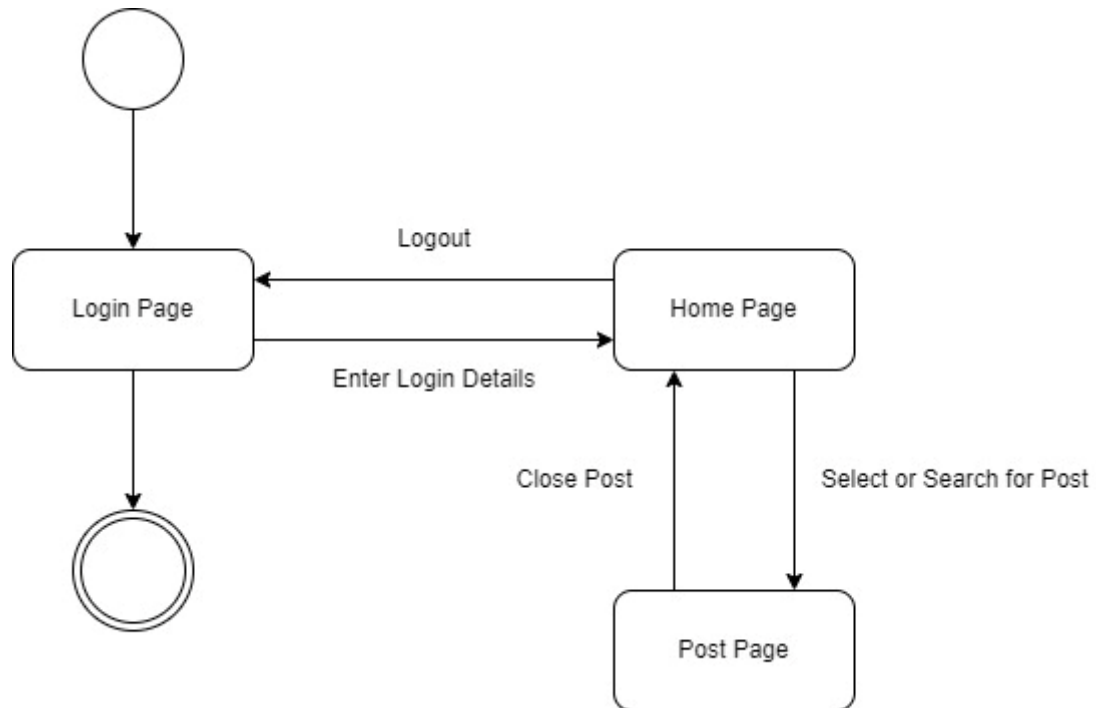 Logout
Login Page
Home Page
Enter Login Details
Close Post
Select or Search for Post
Post Page